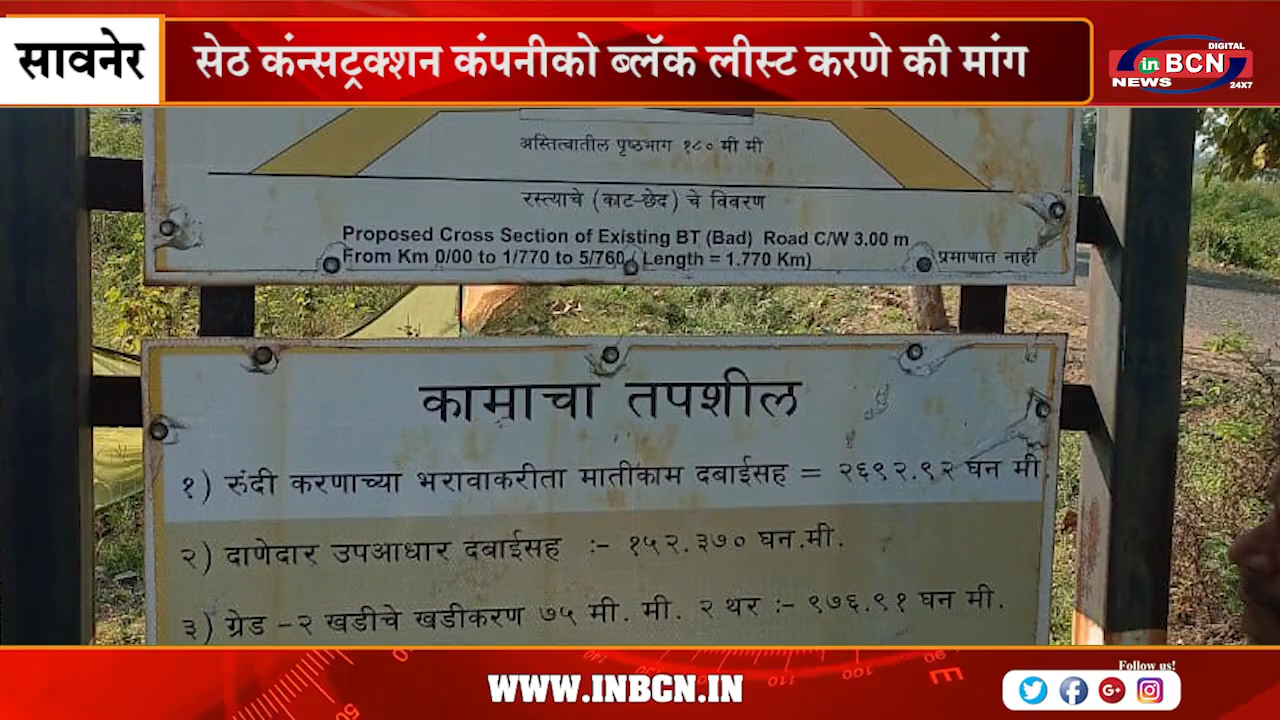 सावनेर
सेठ कंन्सट्रक्शन कंपनीको ब्लॅक लीस्ट करणे की मांग
DIGITAL
in BCN
NEWS
24X7
अस्तित्वातील पृष्ठभाग १८० मी मी
रस्त्याचे (काट-छेद) चे विवरण
Proposed Cross Section of Existing BT (Bad) Road C/W 3.00 m
From Km 0/00 to 1/770 to 5/760 ( Length = 1.770 Km)
प्रमाणात नाही
कामाचा तपशील
१) रुंदी करणाच्या भरावाकरीता मातीकाम दबाईसह = २६९२.९२ घन मी
२) दाणेदार उपआधार दबाईसह :- १५२.३७० घन.मी.
३) ग्रेड -२ खडीचे खडीकरण ७५ मी. मी. २ थर :- ९७६.९१ घन मी.
WWW.INBCN.IN
Follow us!